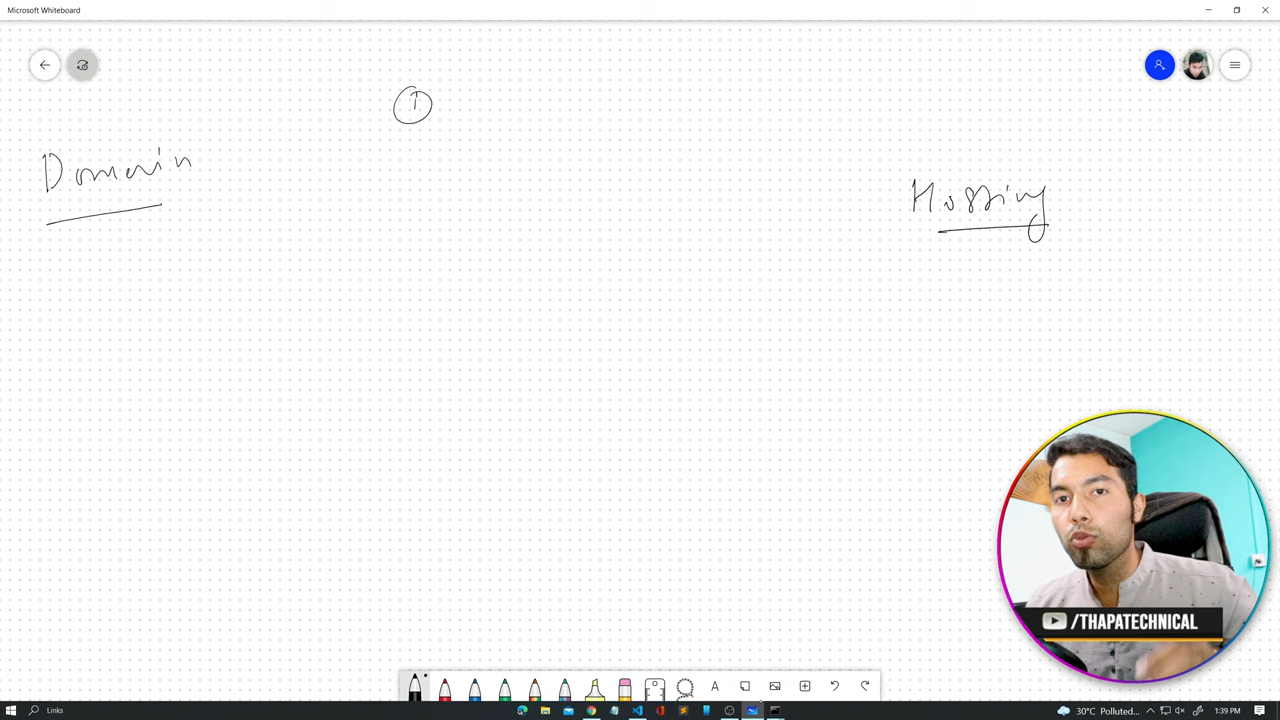 Microsoft Whiteboard
1
Domain
Hosting
/THAPATECHNICAL
A
Links
30°C Polluted...
1:39 PM